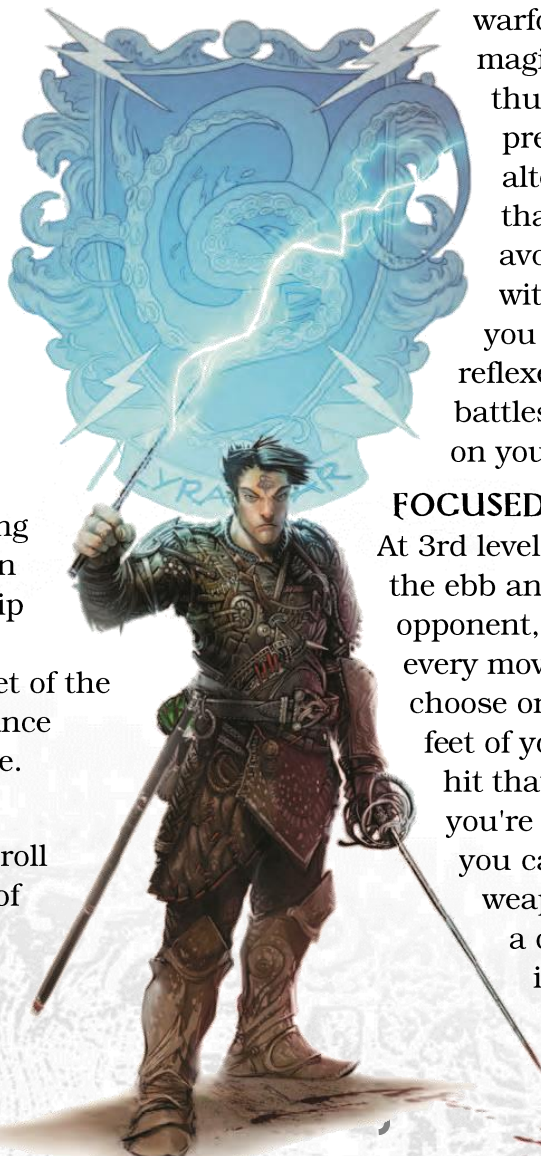 ng
n
ip
et of the
nce
e.
roll
of
warfo
magi
thu
pre
alt
tha
avo
wit
you
reflexe
battles
on you
FOCUSED
At 3rd level,
the ebb an
opponent,
every mov
choose on
feet of yo
hit tha
you're
you ca
weap
a c
i